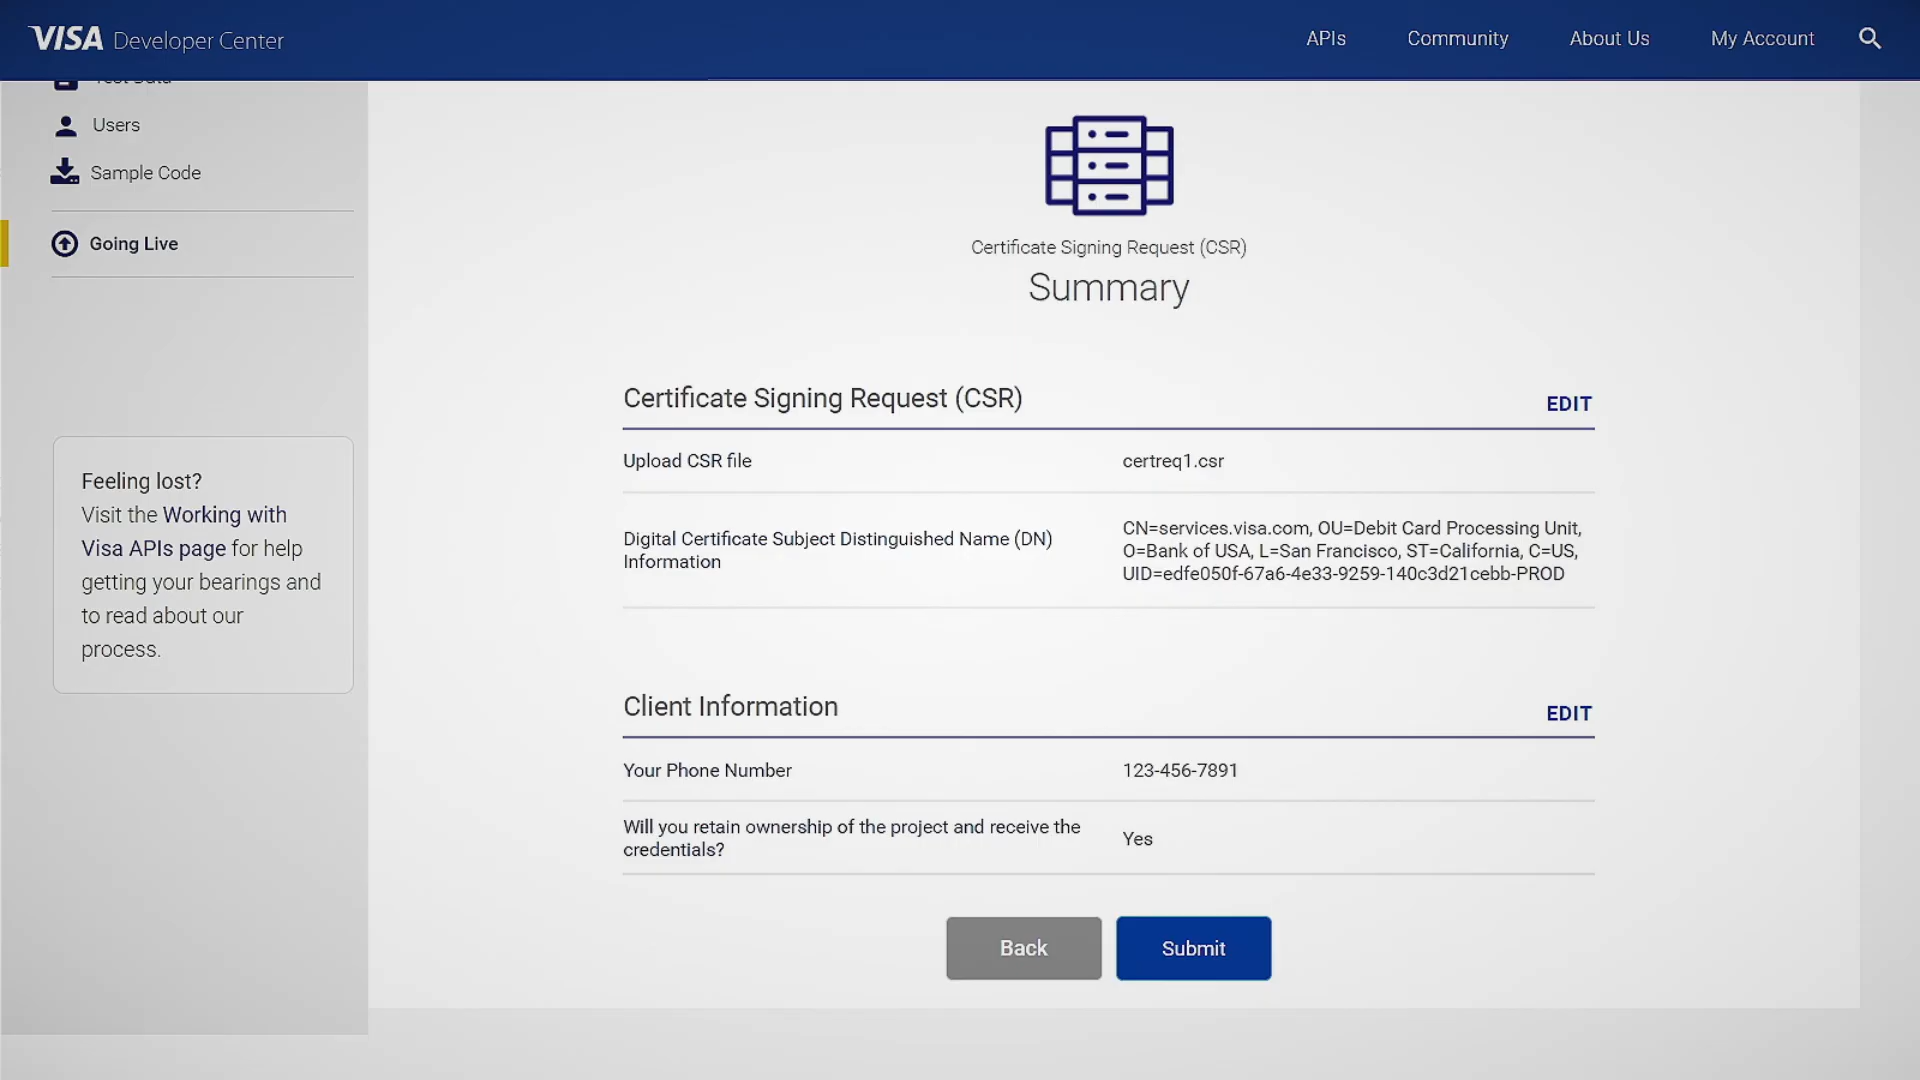 VISA Developer Center
APIs
Community
About Us
My Account
Test Data
Users
Sample Code
Going Live
Feeling lost?
Visit the Working with
Visa APIs page for help
getting your bearings and
to read about our
process.
Certificate Signing Request (CSR)
Summary
Certificate Signing Request (CSR)
EDIT
Upload CSR file
certreq1.csr
Digital Certificate Subject Distinguished Name (DN)
Information
CN=services.visa.com, OU=Debit Card Processing Unit,
O=Bank of USA, L=San Francisco, ST=California, C=US,
UID=edfe050f-67a6-4e33-9259-140c3d21cebb-PROD
Client Information
EDIT
Your Phone Number
123-456-7891
Will you retain ownership of the project and receive the
credentials?
Yes
Back
Submit